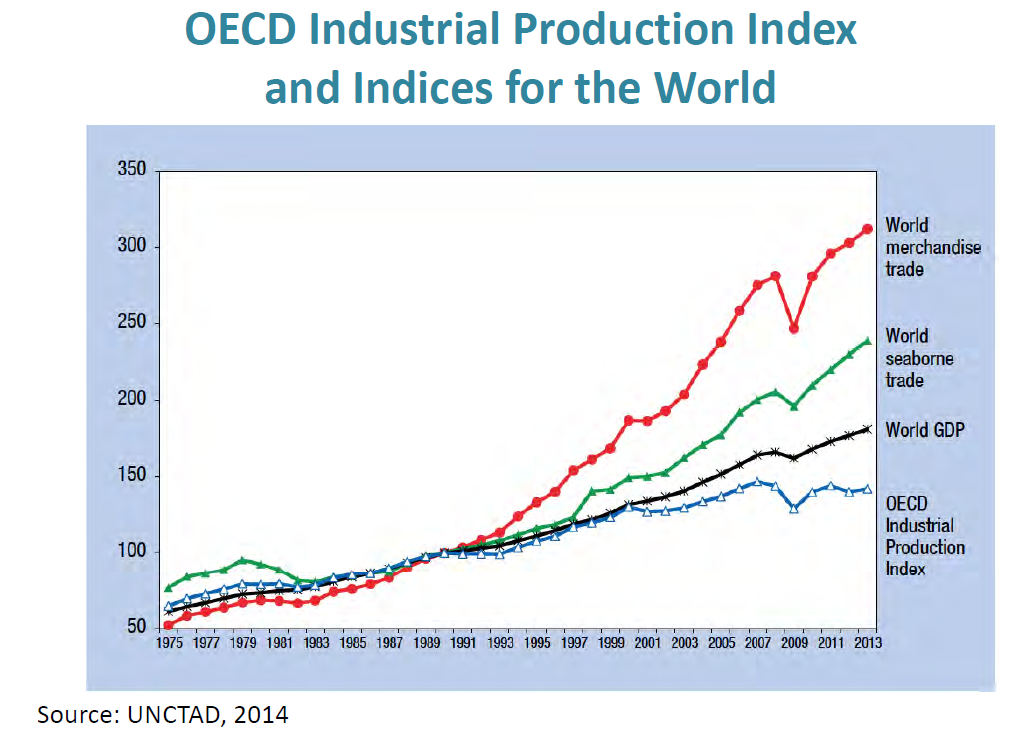 OECD Industrial Production Index
and Indices for the World
350
300
250
200
150
100
50
1975 1977 1979 1981 1983 1985 1987 1989 1991 1993 1995 1997 1999 2001 2003 2005 2007 2009 2011 2013
World
merchandise
trade
World
seaborne
trade
World GDP
OECD
Industrial
Production
Index
Source: UNCTAD, 2014